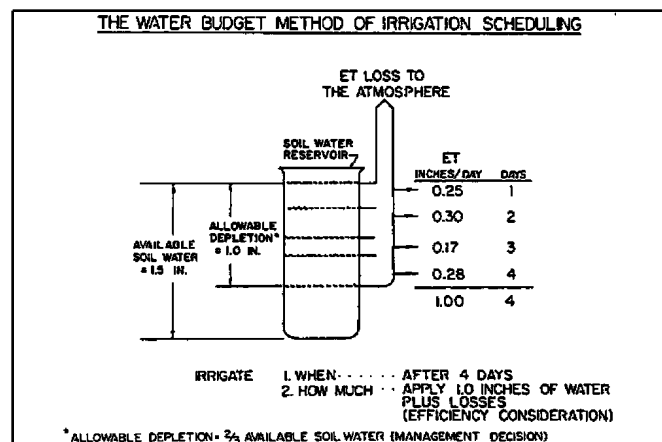 THE WATER BUDGET METHOD OF IRRIGATION SCHEDULING
ET LOSS TO
THE ATMOSPHERE
SOIL WATER
RESERVOIR
ET
INCHES/DAY DAYS
0.25 1
0.30 2
0.17 3
0.28 4
1.00 4
ALLOWABLE
DEPLETION*
= 1.0 IN.
AVAILABLE
SOIL WATER
= 1.5 IN.
IRRIGATE 1. WHEN · · · · · · AFTER 4 DAYS
2. HOW MUCH · · APPLY 1.0 INCHES OF WATER
PLUS LOSSES
(EFFICIENCY CONSIDERATION)
*ALLOWABLE DEPLETION = 2/3 AVAILABLE SOIL WATER (MANAGEMENT DECISION)